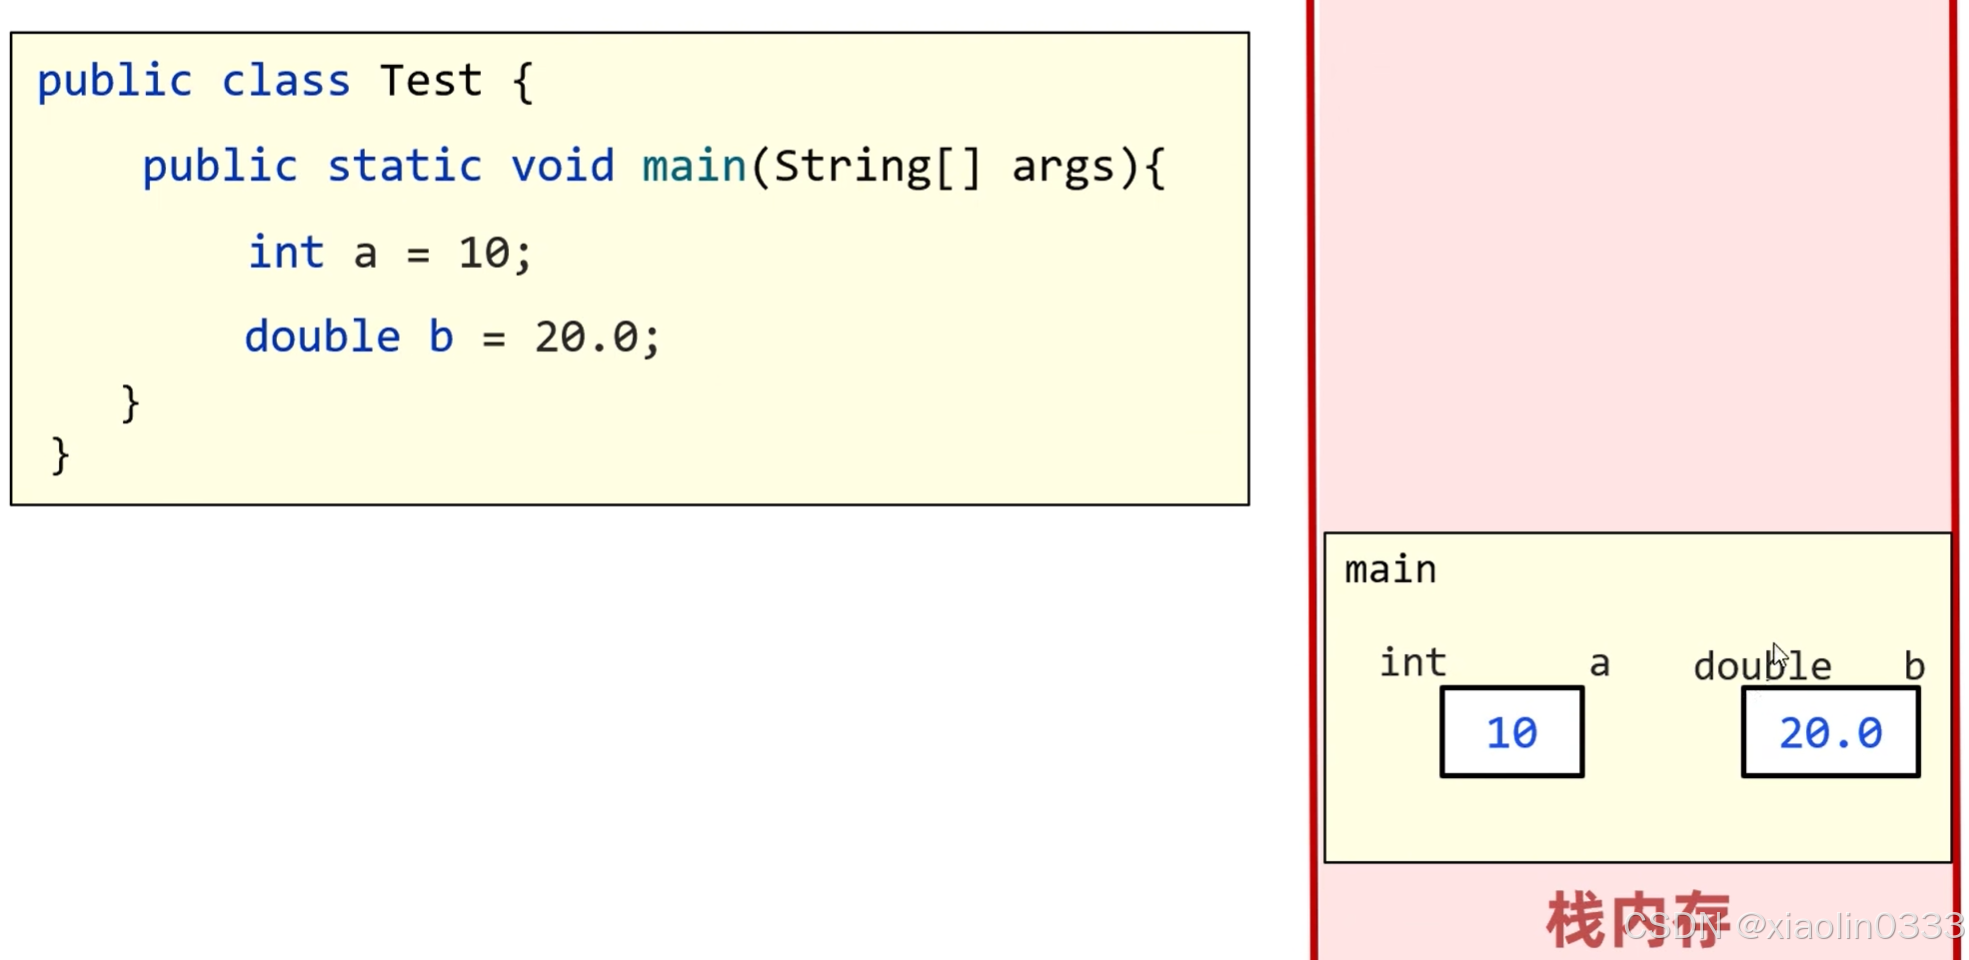 public class Test {
public static void main(String[] args){
int a = 10;
double b = 20.0;
}
}
main
int a double b
10 20.0
栈内存
CSDN @xiaolin0333